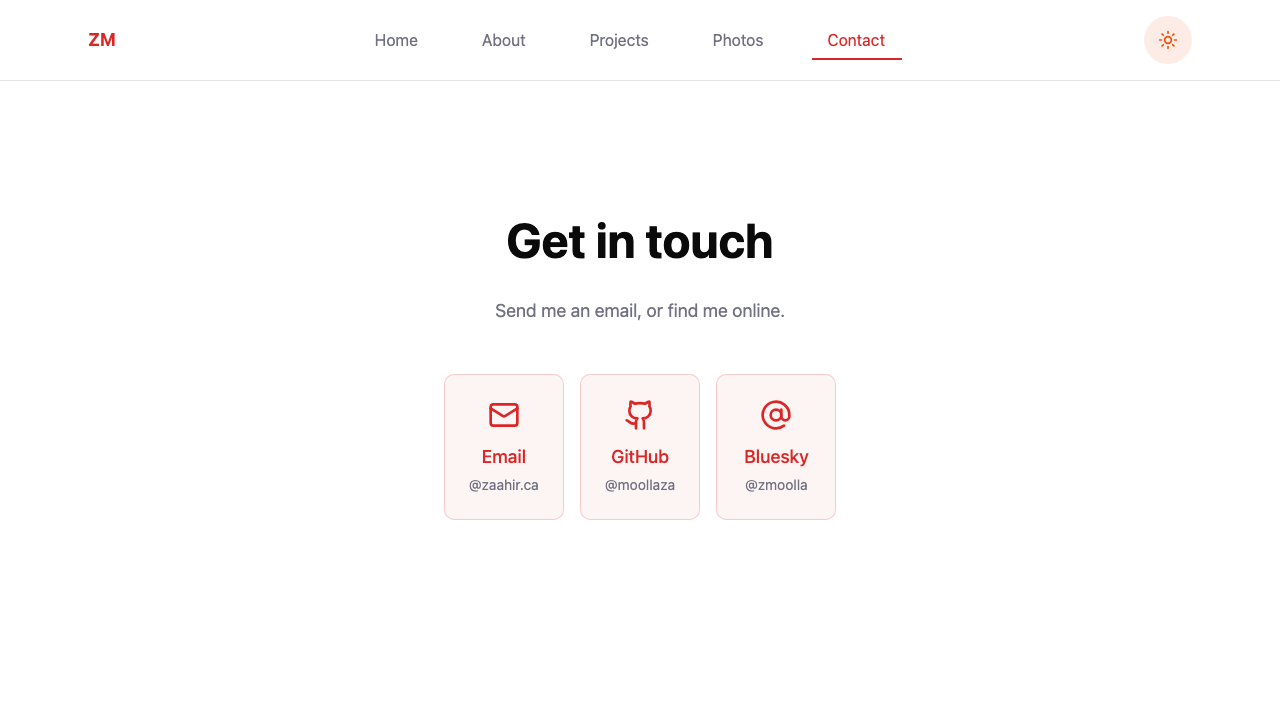 ZM
Home About Projects Photos Contact
Get in touch
Send me an email, or find me online.
Email GitHub Bluesky
@zaahir.ca @moollaza @zmoolla